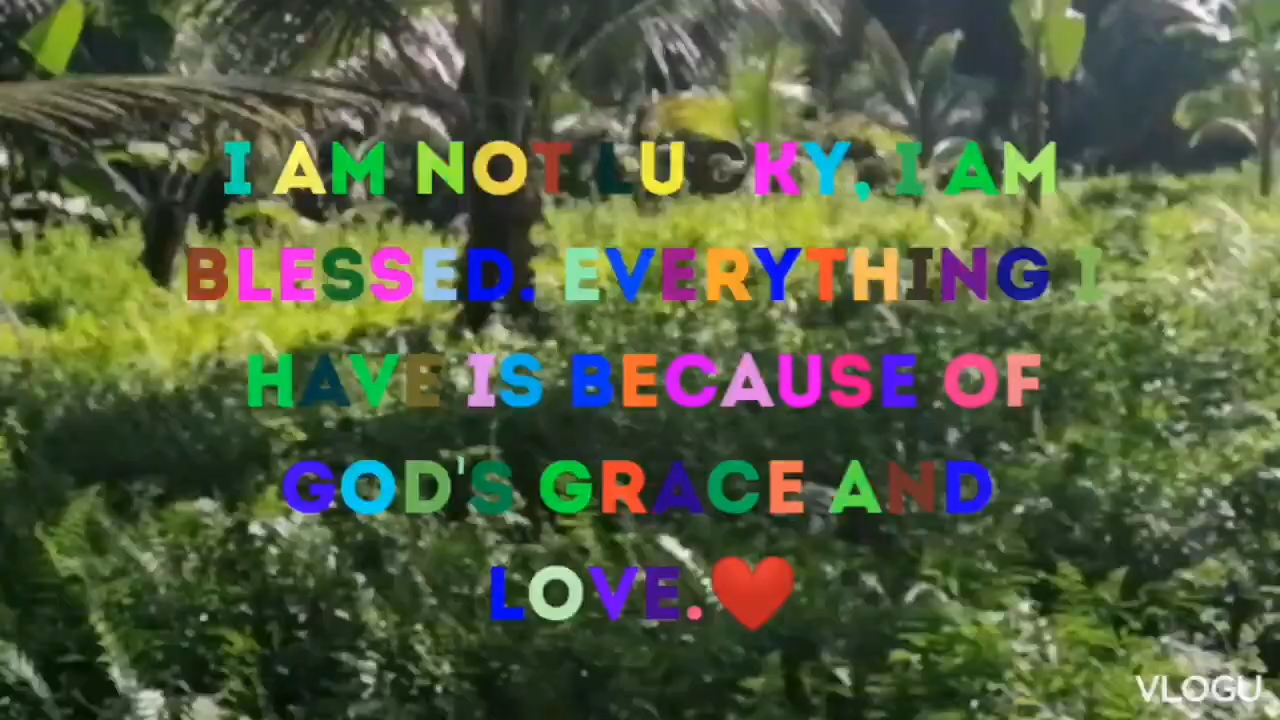 I AM NOT LUCKY, I AM
BLESSED. EVERYTHING I
HAVE IS BECAUSE OF
GOD'S GRACE AND
LOVE.❤️
VLOGU